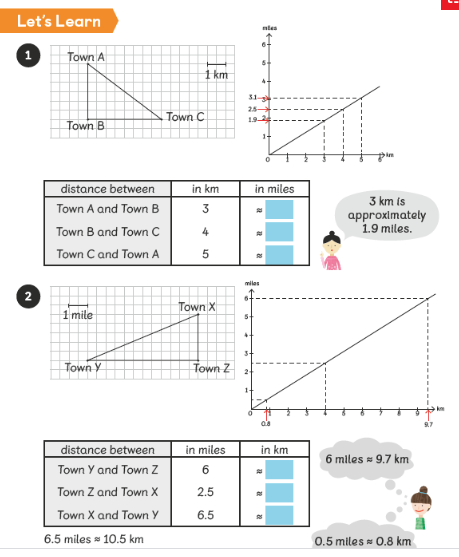 Let's Learn
1
Town A
1 km
Town B
Town C
miles
6
5
4
3.1
3
2.5
2
1.9
1
0 1 2 3 4 5 6 km
distance between in km in miles
Town A and Town B 3 ≈
Town B and Town C 4 ≈
Town C and Town A 5 ≈
3 km is
approximately
1.9 miles.
2
1 mile
Town X
Town Y
Town Z
miles
6
5
4
3
2
1
0 1 2 3 4 5 6 7 8 9 km
0.8 9.7
distance between in miles in km
Town Y and Town Z 6 ≈
Town Z and Town X 2.5 ≈
Town X and Town Y 6.5 ≈
6 miles ≈ 9.7 km
6.5 miles ≈ 10.5 km
0.5 miles ≈ 0.8 km